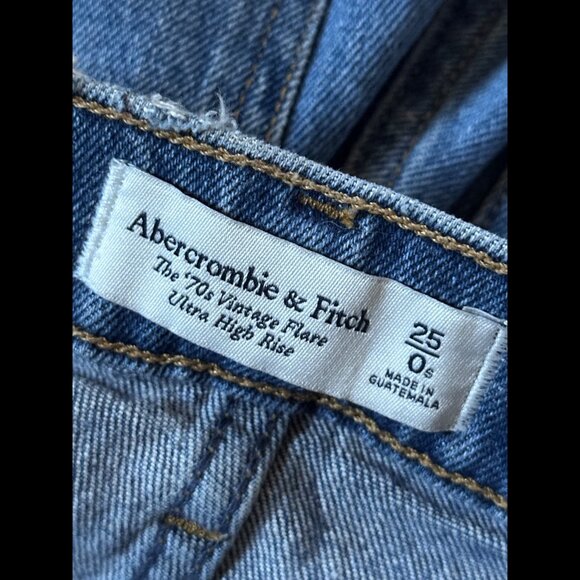 Abercrombie & Fitch
The '70s Vintage Flare
Ultra High Rise
25
0s
MADE IN
GUATEMALA